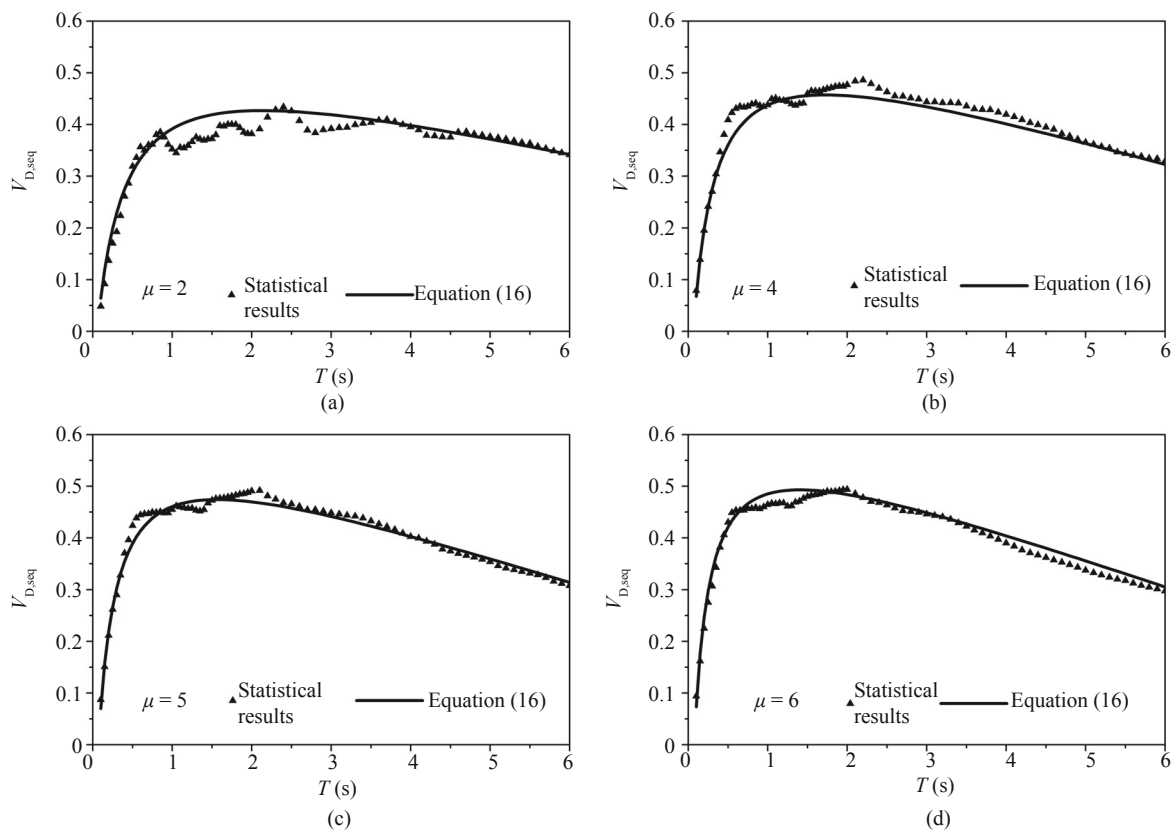 0.6
0.5
0.4
0.3
0.2
0.1
0
V_D,seq
μ = 2
Statistical
results
Equation (16)
0 1 2 3 4 5 6
T (s)
(a)
0.6
0.5
0.4
0.3
0.2
0.1
0
V_D,seq
μ = 4
Statistical
results
Equation (16)
0 1 2 3 4 5 6
T (s)
(b)
0.6
0.5
0.4
0.3
0.2
0.1
0
V_D,seq
μ = 5
Statistical
results
Equation (16)
0 1 2 3 4 5 6
T (s)
(c)
0.6
0.5
0.4
0.3
0.2
0.1
0
V_D,seq
μ = 6
Statistical
results
Equation (16)
0 1 2 3 4 5 6
T (s)
(d)